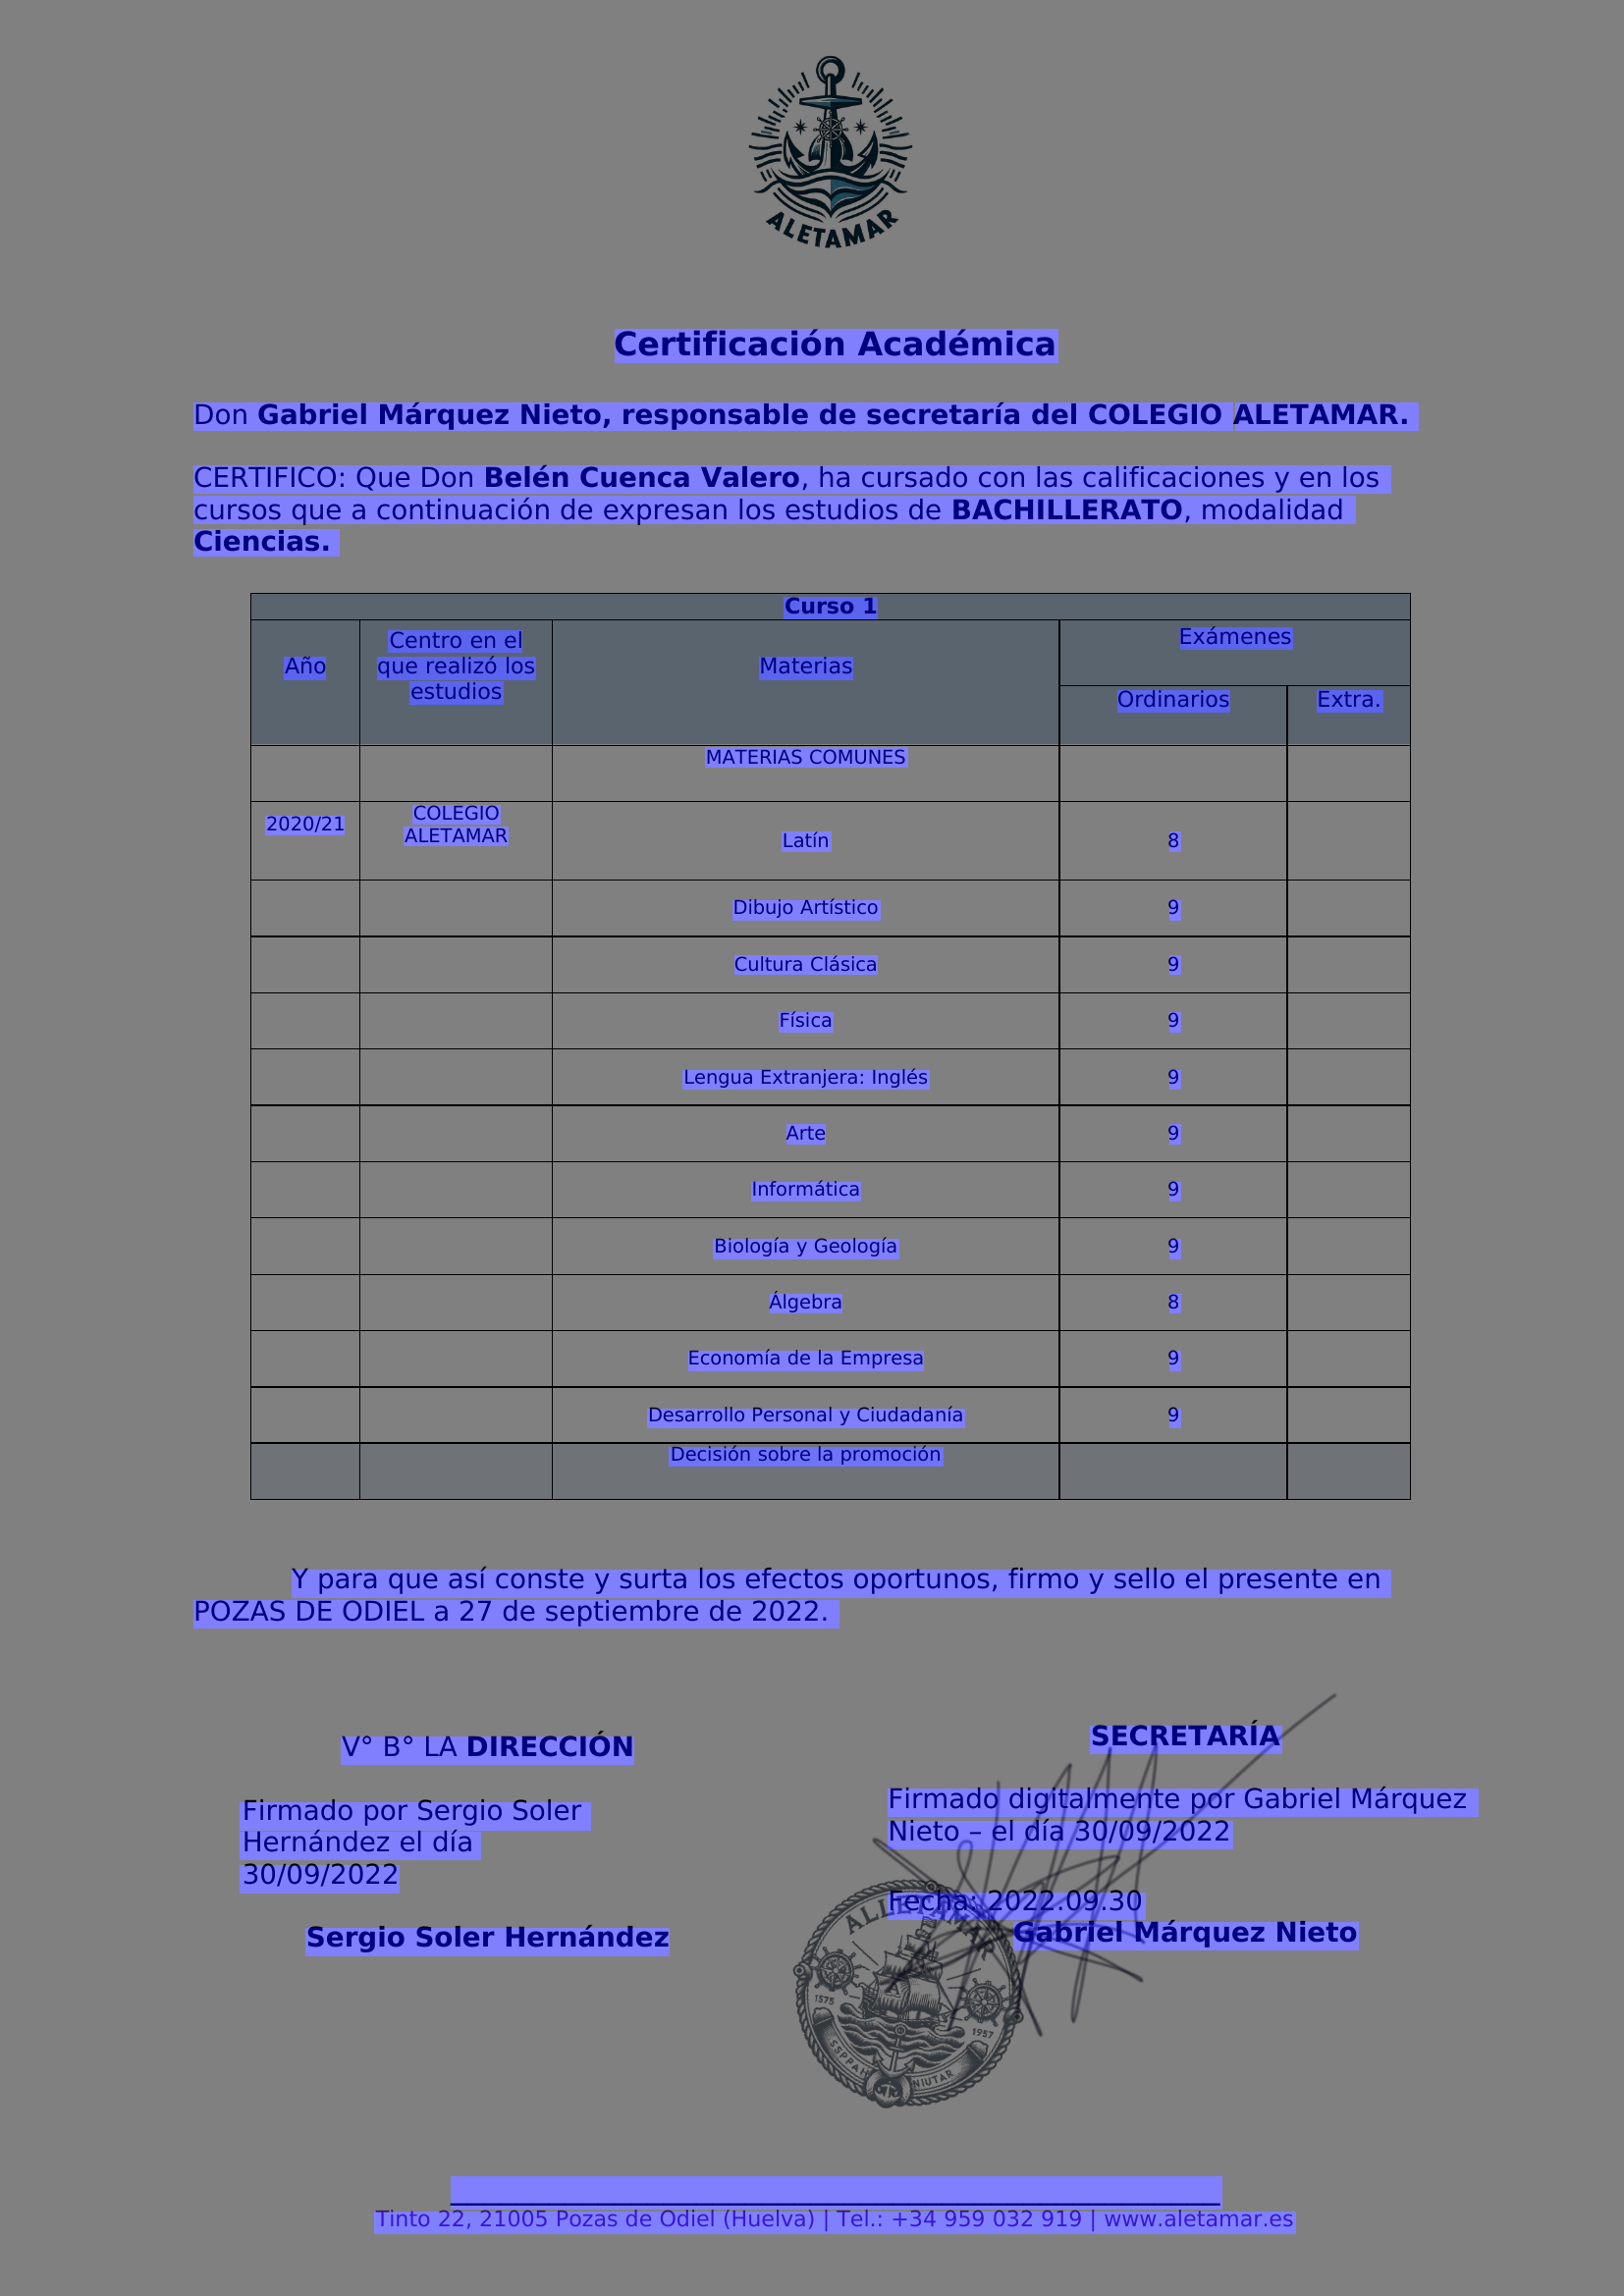 ALETAMAR
Certificación Académica
Don Gabriel Márquez Nieto, responsable de secretaría del COLEGIO ALETAMAR.
CERTIFICO: Que Don Belén Cuenca Valero, ha cursado con las calificaciones y en los
cursos que a continuación de expresan los estudios de BACHILLERATO, modalidad
Ciencias.
Curso 1
Año
Centro en el
que realizó los
estudios
Materias
Exámenes
Ordinarios
Extra.
MATERIAS COMUNES
2020/21
COLEGIO
ALETAMAR
Latín 8
Dibujo Artístico 9
Cultura Clásica 9
Física 9
Lengua Extranjera: Inglés 9
Arte 9
Informática 9
Biología y Geología 9
Álgebra 8
Economía de la Empresa 9
Desarrollo Personal y Ciudadanía 9
Decisión sobre la promoción
Y para que así conste y surta los efectos oportunos, firmo y sello el presente en
POZAS DE ODIEL a 27 de septiembre de 2022.
V° B° LA DIRECCIÓN
Firmado por Sergio Soler
Hernández el día
30/09/2022
Sergio Soler Hernández
SECRETARÍA
Firmado digitalmente por Gabriel Márquez
Nieto – el día 30/09/2022
Fecha: 2022.09.30
Gabriel Márquez Nieto
1575
1957
Tinto 22, 21005 Pozas de Odiel (Huelva) | Tel.: +34 959 032 919 | www.aletamar.es